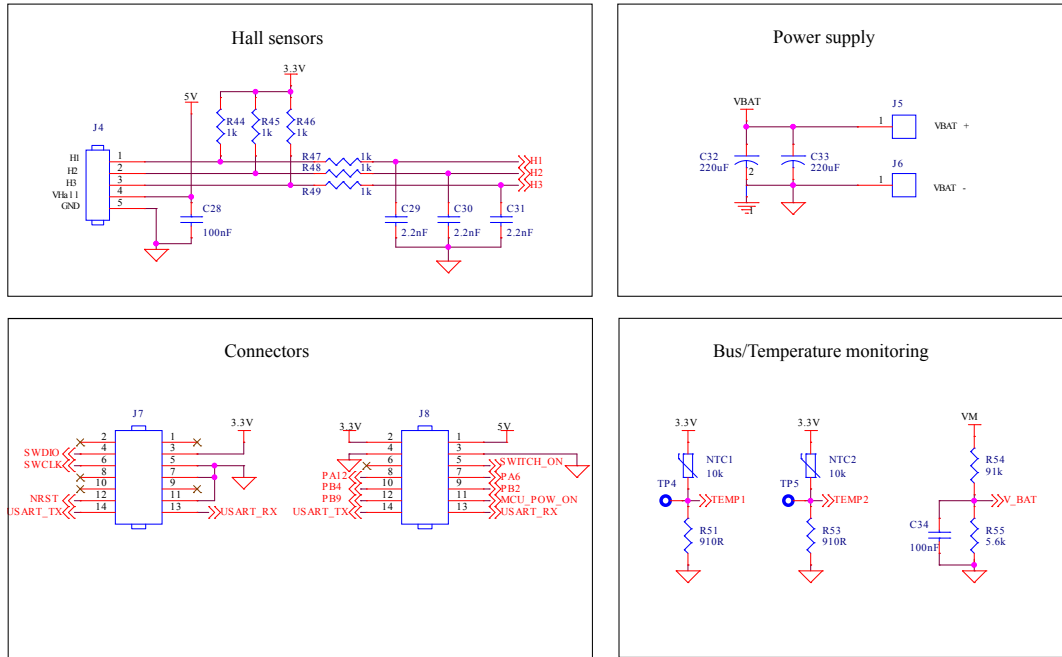 Hall sensors
3.3V
5V
J4
R44
1k
R45
1k
R46
1k
H1 1 R47 1k H1
H2 2 R48 1k H2
H3 3 R49 1k H3
VHall 4
GND 5
C28
100nF
C29
2.2nF
C30
2.2nF
C31
2.2nF
Power supply
VBAT
J5
1
VBAT +
C32
220uF
2
C33
220uF
J6
1
VBAT -
Connectors
J7
3.3V
2 1
SWDIO 4 3
SWCLK 6 5
8 7
10 9
NRST 12 11
USART_TX 14 13 USART_RX
J8
3.3V
5V
2 1
4 3
6 5 SWITCH_ON
PA12 8 7 PA6
PB4 10 9 PB2
PB9 12 11 MCU_POW_ON
USART_TX 14 13 USART_RX
Bus/Temperature monitoring
3.3V
NTC1
10k
TP4
TEMP1
R51
910R
3.3V
NTC2
10k
TP5
TEMP2
R53
910R
VM
R54
91k
V_BAT
C34
100nF
R55
5.6k